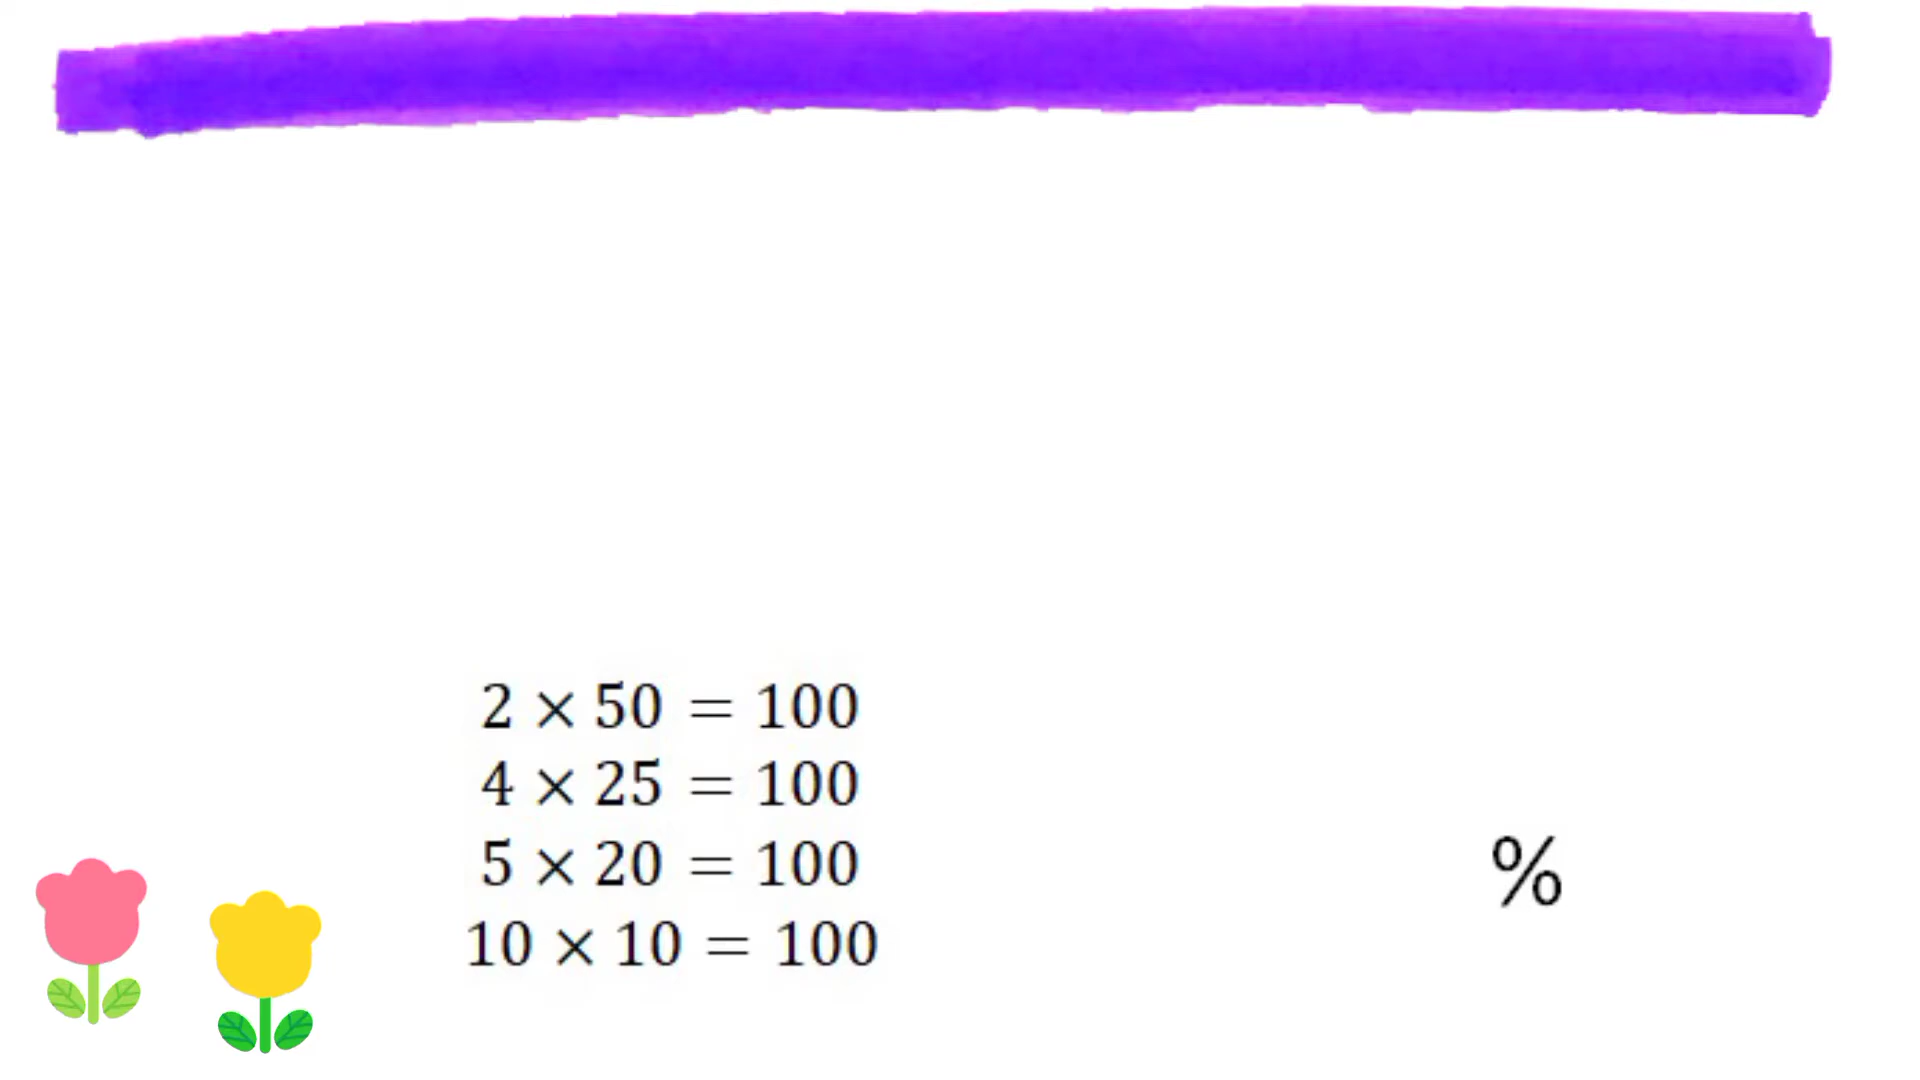 2 × 50 = 100
4 × 25 = 100
5 × 20 = 100
10 × 10 = 100
%